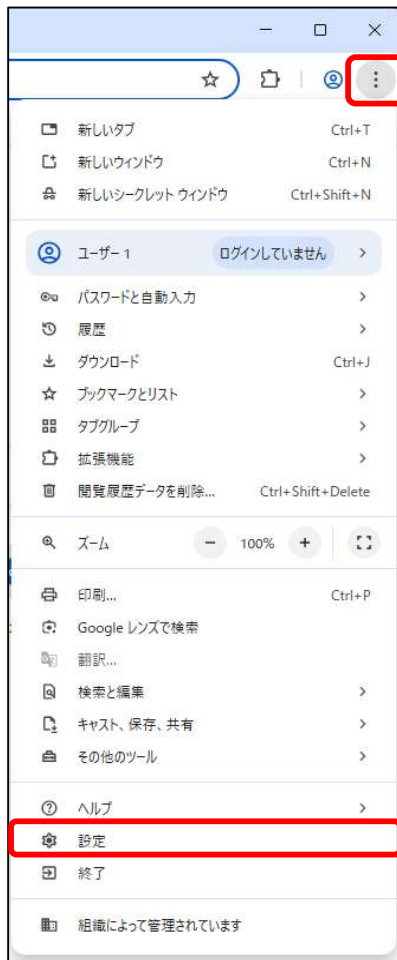 新しいタブ Ctrl+T
新しいウィンドウ Ctrl+N
新しいシークレット ウィンドウ Ctrl+Shift+N
ユーザー 1 ログインしていません
パスワードと自動入力
履歴
ダウンロード Ctrl+J
ブックマークとリスト
タブグループ
拡張機能
閲覧履歴データを削除... Ctrl+Shift+Delete
ズーム - 100% +
印刷... Ctrl+P
Google レンズで検索
翻訳...
検索と編集
キャスト、保存、共有
その他のツール
ヘルプ
設定
終了
組織によって管理されています